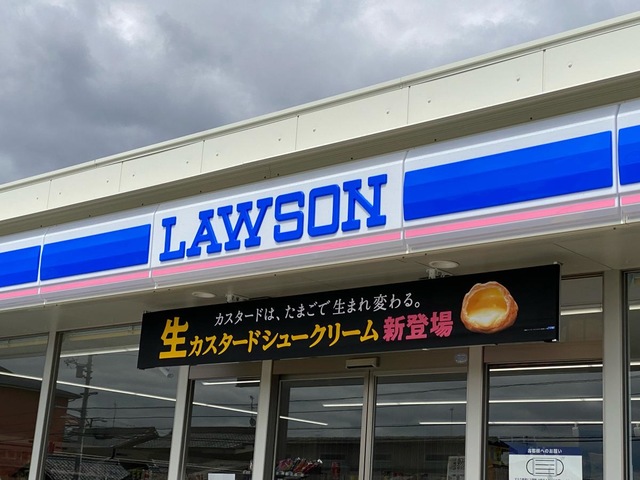 LAWSON
カスタードは、たまごで生まれ変わる。
生カスタードシュークリーム 新登場